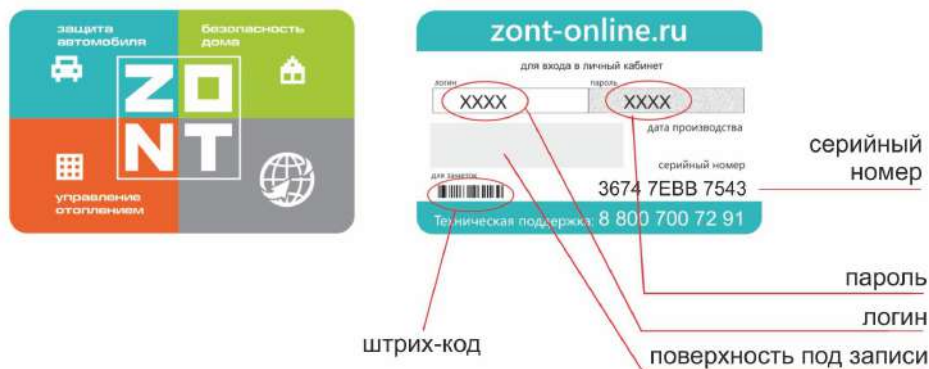 защита
автомобиля
безопасность
дома
ZO
NT
управление
отоплением
zont-online.ru
для входа в личный кабинет
логин
пароль
XXXX
XXXX
дата производства
серийный номер
для заметок
3674 7EBB 7543
Техническая поддержка: 8 800 700 72 91
серийный
номер
пароль
логин
штрих-код
поверхность под записи